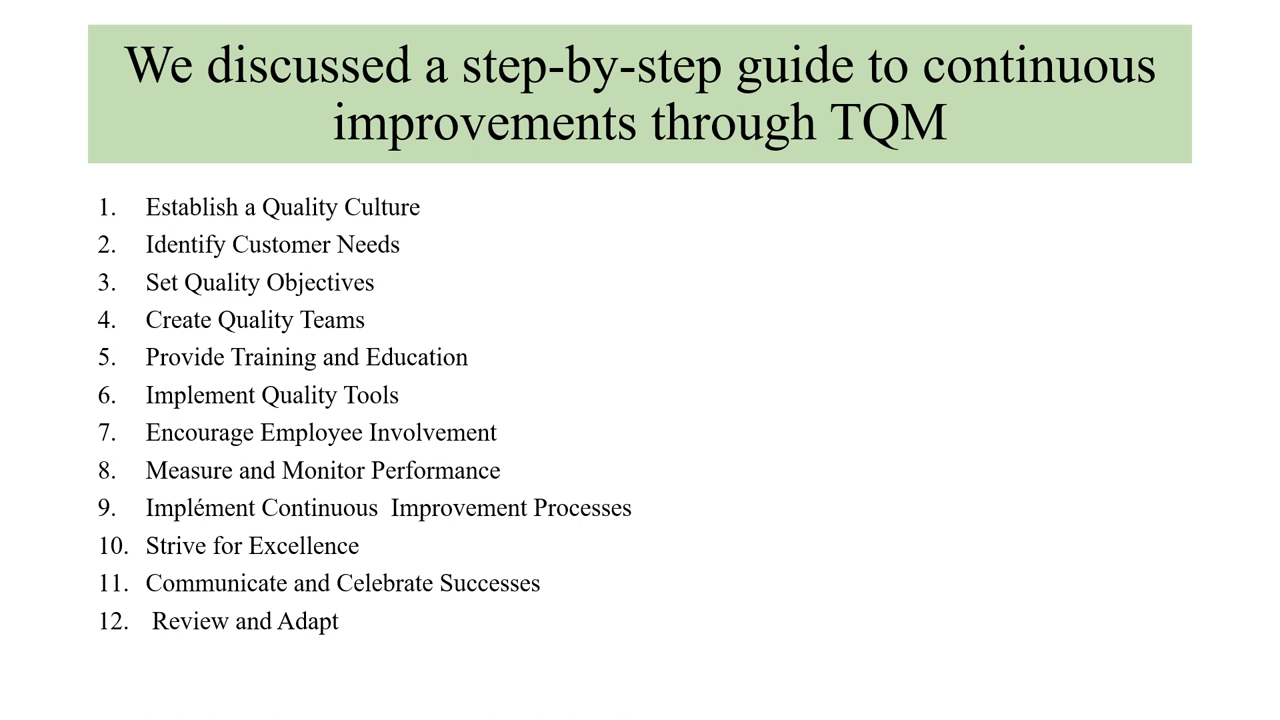 We discussed a step-by-step guide to continuous
improvements through TQM
1. Establish a Quality Culture
2. Identify Customer Needs
3. Set Quality Objectives
4. Create Quality Teams
5. Provide Training and Education
6. Implement Quality Tools
7. Encourage Employee Involvement
8. Measure and Monitor Performance
9. Implément Continuous  Improvement Processes
10. Strive for Excellence
11. Communicate and Celebrate Successes
12. Review and Adapt